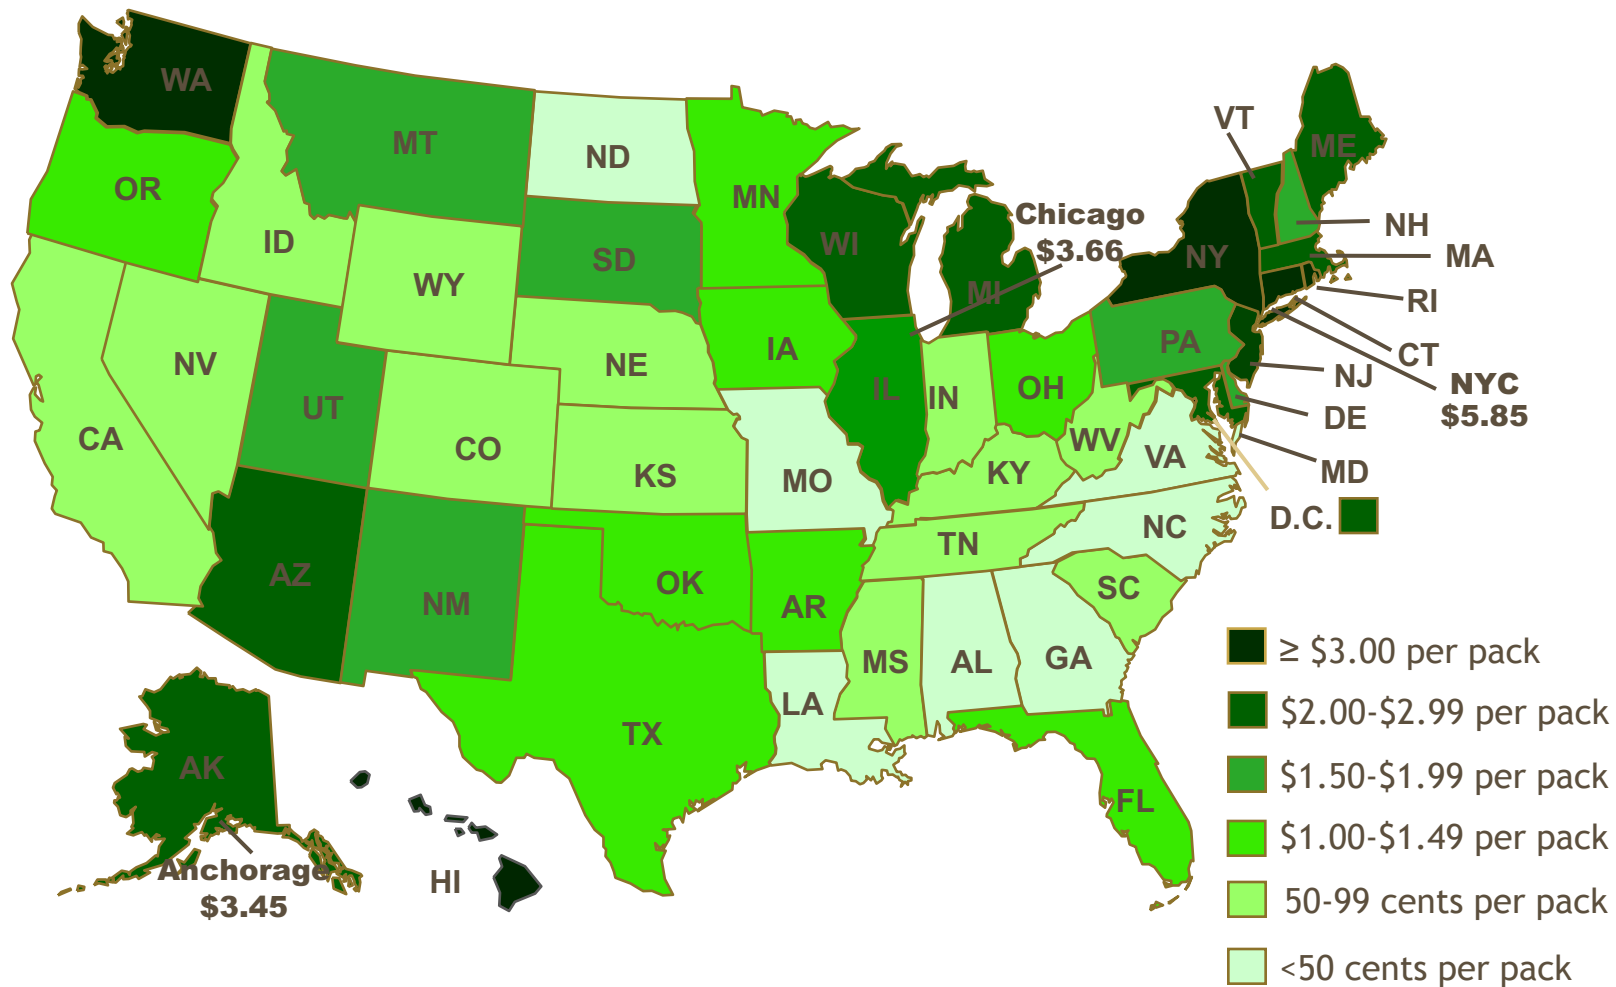 WA
MT
ND
OR
ID
MN
VT
ME
WI
SD
WY
Chicago
$3.66
NH
NY
MA
MI
RI
IA
NE
NV
PA
CT
NJ
NYC
$5.85
UT
IL
IN
OH
DE
CA
CO
KS
MO
KY
WV
VA
MD
D.C.
NC
TN
AZ
NM
OK
AR
SC
MS
AL
GA
LA
TX
FL
AK
Anchorage
$3.45
HI
≥ $3.00 per pack
$2.00-$2.99 per pack
$1.50-$1.99 per pack
$1.00-$1.49 per pack
50-99 cents per pack
<50 cents per pack